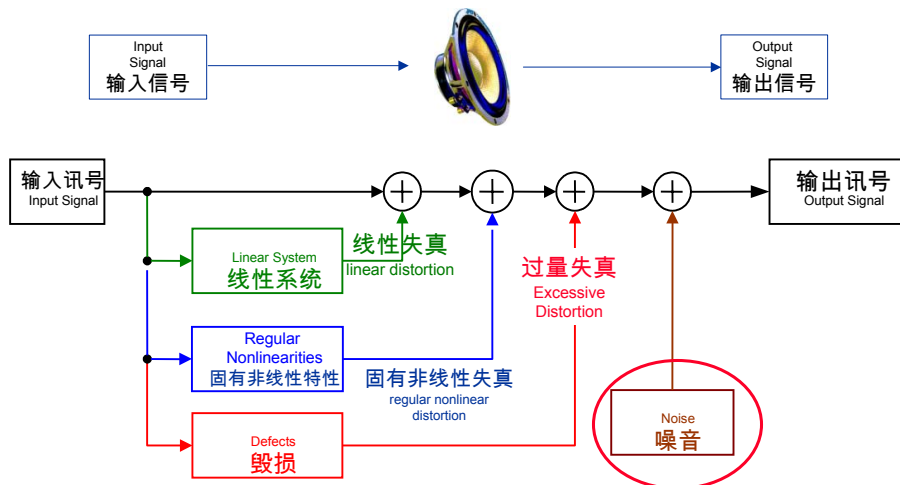 Input
Signal
输入信号
Output
Signal
输出信号
输入讯号
Input Signal
输出讯号
Output Signal
Linear System
线性系统
线性失真
linear distortion
过量失真
Excessive
Distortion
Regular
Nonlinearities
固有非线性特性
固有非线性失真
regular nonlinear
distortion
Noise
噪音
Defects
毁损